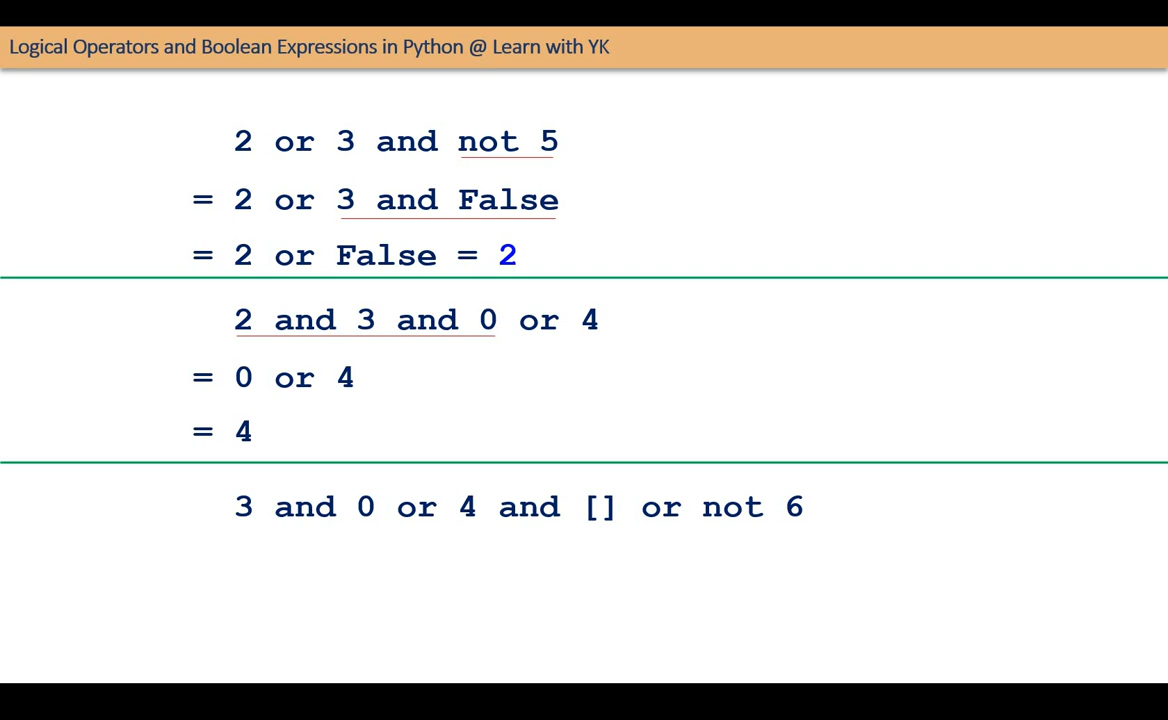 Logical Operators and Boolean Expressions in Python @ Learn with YK
2 or 3 and not 5
= 2 or 3 and False
= 2 or False = 2
2 and 3 and 0 or 4
= 0 or 4
= 4
3 and 0 or 4 and [] or not 6